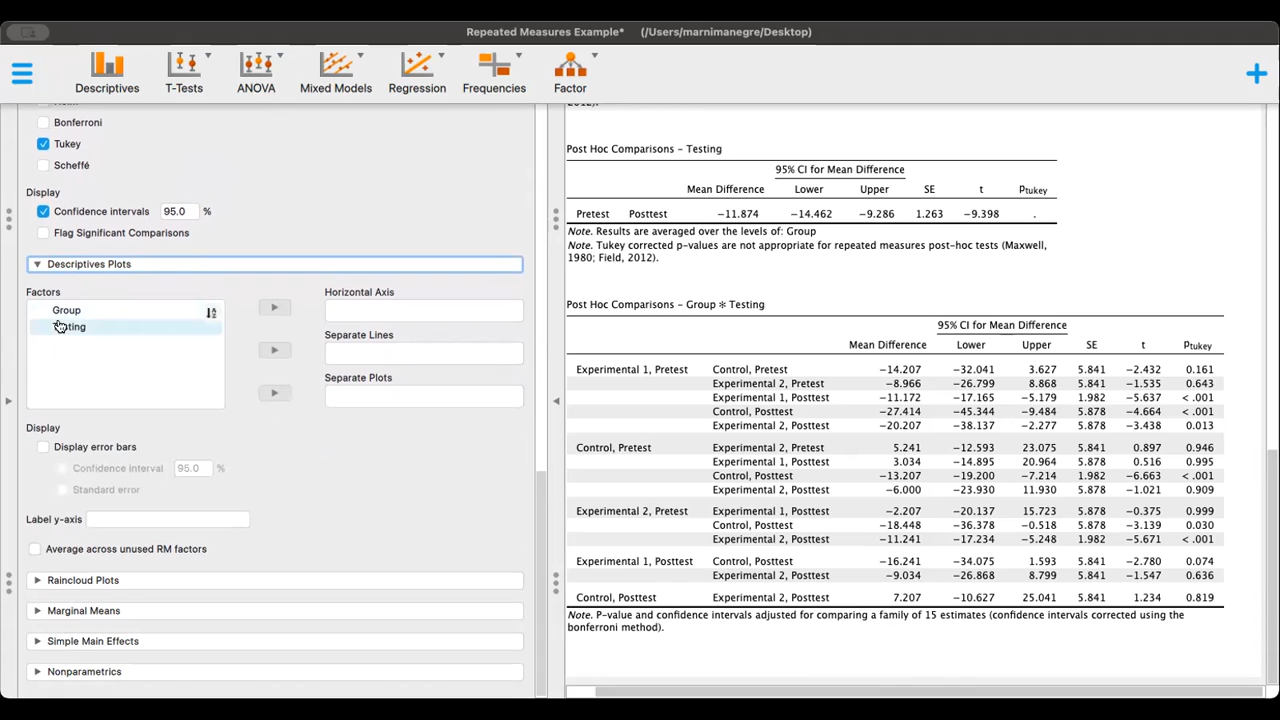 Repeated Measures Example* (/Users/marnimanegre/Desktop)
Descriptives T-Tests ANOVA Mixed Models Regression Frequencies Factor
Bonferroni
Tukey
Scheffé
Display
Confidence intervals 95.0 %
Flag Significant Comparisons
Descriptives Plots
Factors
Group
Horizontal Axis
Separate Lines
Separate Plots
Display
Display error bars
Confidence interval 95.0 %
Standard error
Label y-axis
Average across unused RM factors
Raincloud Plots
Marginal Means
Simple Main Effects
Nonparametrics
2012).
Post Hoc Comparisons – Testing
95% CI for Mean Difference
Mean Difference Lower Upper SE t ptukey
Pretest Posttest −11.874 −14.462 −9.286 1.263 −9.398 .
Note. Results are averaged over the levels of: Group
Note. Tukey corrected p-values are not appropriate for repeated measures post-hoc tests (Maxwell,
1980; Field, 2012).
Post Hoc Comparisons – Group ∗ Testing
95% CI for Mean Difference
Mean Difference Lower Upper SE t ptukey
Experimental 1, Pretest Control, Pretest −14.207 −32.041 3.627 5.841 −2.432 0.161
Experimental 2, Pretest −8.966 −26.799 8.868 5.841 −1.535 0.643
Experimental 1, Posttest −11.172 −17.165 −5.179 1.982 −5.637 < .001
Control, Posttest −27.414 −45.344 −9.484 5.878 −4.664 < .001
Experimental 2, Posttest −20.207 −38.137 −2.277 5.878 −3.438 0.013
Control, Pretest Experimental 2, Pretest 5.241 −12.593 23.075 5.841 0.897 0.946
Experimental 1, Posttest 3.034 −14.895 20.964 5.878 0.516 0.995
Control, Posttest −13.207 −19.200 −7.214 1.982 −6.663 < .001
Experimental 2, Posttest −6.000 −23.930 11.930 5.878 −1.021 0.909
Experimental 2, Pretest Experimental 1, Posttest −2.207 −20.137 15.723 5.878 −0.375 0.999
Control, Posttest −18.448 −36.378 −0.518 5.878 −3.139 0.030
Experimental 2, Posttest −11.241 −17.234 −5.248 1.982 −5.671 < .001
Experimental 1, Posttest Control, Posttest −16.241 −34.075 1.593 5.841 −2.780 0.074
Experimental 2, Posttest −9.034 −26.868 8.799 5.841 −1.547 0.636
Control, Posttest Experimental 2, Posttest 7.207 −10.627 25.041 5.841 1.234 0.819
Note. P-value and confidence intervals adjusted for comparing a family of 15 estimates (confidence intervals corrected using the
bonferroni method).